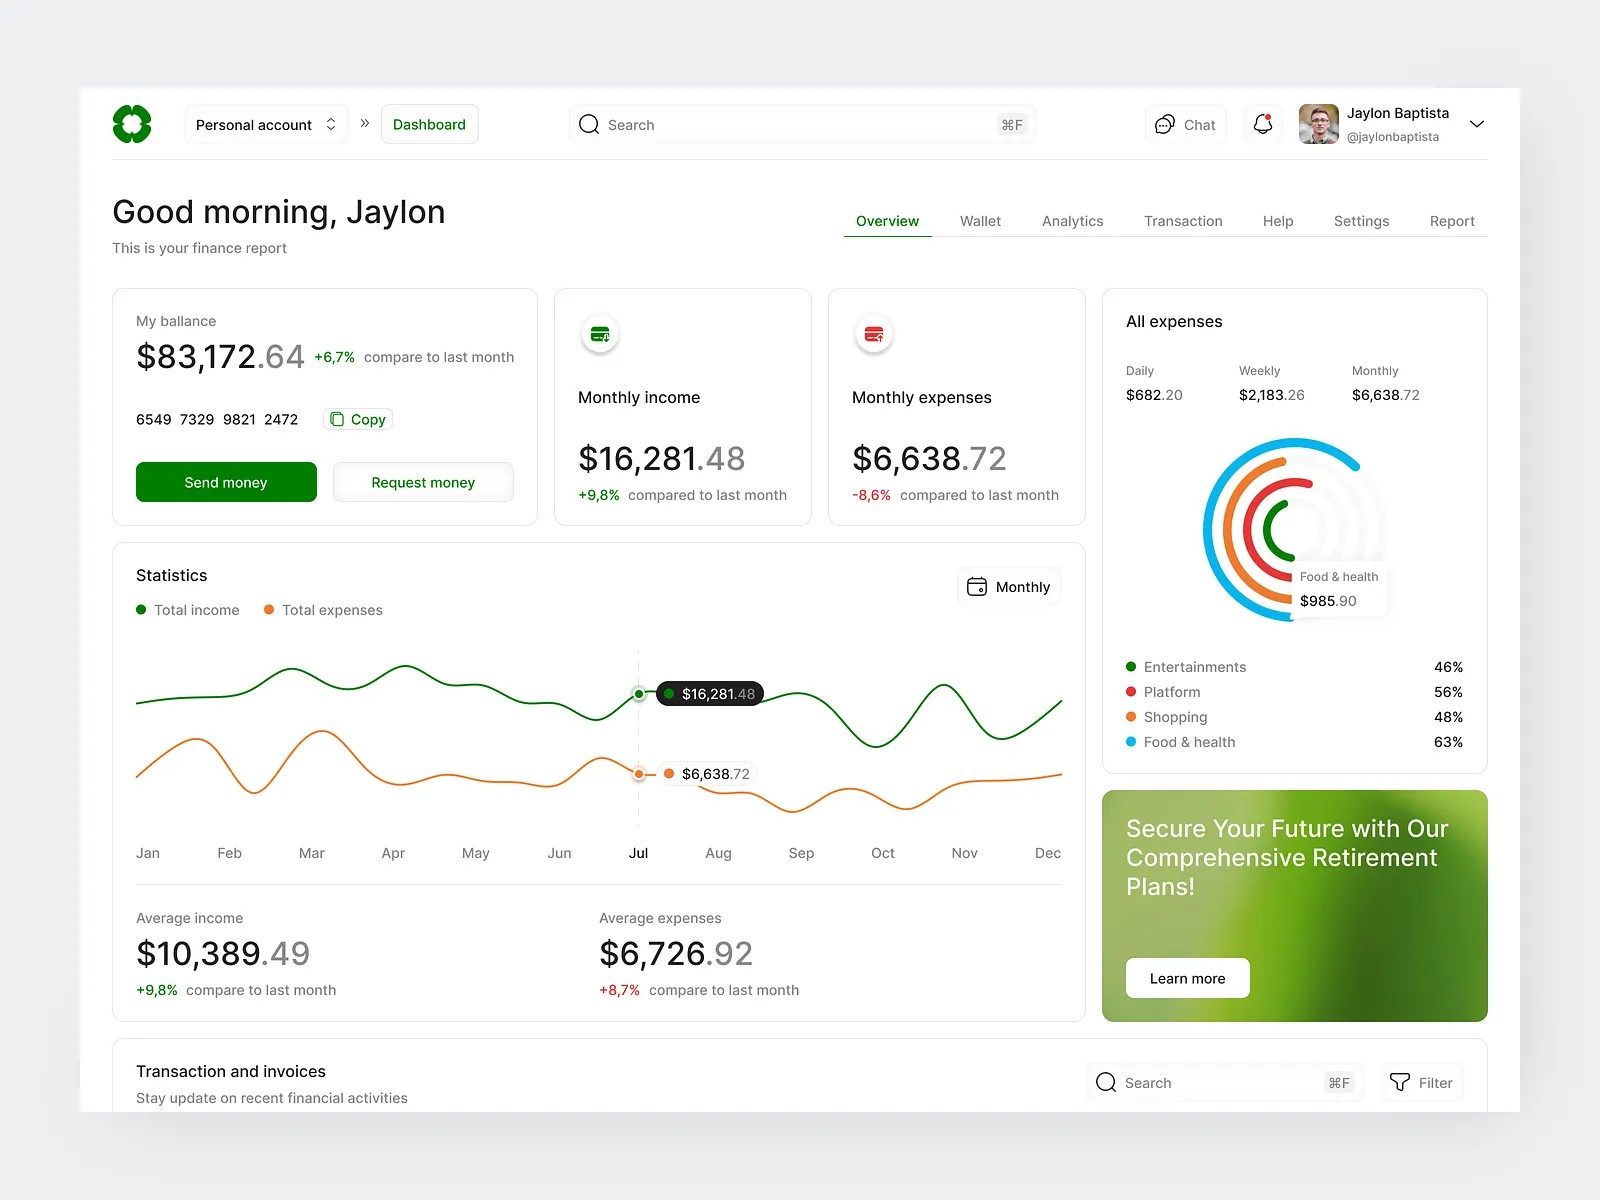 Personal account
»
Dashboard
Search
⌘F
Chat
Jaylon Baptista
@jaylonbaptista
Good morning, Jaylon
This is your finance report
Overview
Wallet
Analytics
Transaction
Help
Settings
Report
My ballance
$83,172.64 +6,7% compare to last month
6549 7329 9821 2472
Copy
Send money
Request money
Monthly income
$16,281.48
+9,8% compared to last month
Monthly expenses
$6,638.72
-8,6% compared to last month
All expenses
Daily
Weekly
Monthly
$682.20
$2,183.26
$6,638.72
Food & health
$985.90
Entertainments 46%
Platform 56%
Shopping 48%
Food & health 63%
Statistics
Total income
Total expenses
Monthly
$16,281.48
$6,638.72
Jan Feb Mar Apr May Jun Jul Aug Sep Oct Nov Dec
Average income
$10,389.49
+9,8% compare to last month
Average expenses
$6,726.92
+8,7% compare to last month
Secure Your Future with Our
Comprehensive Retirement
Plans!
Learn more
Transaction and invoices
Stay update on recent financial activities
Search
⌘F
Filter